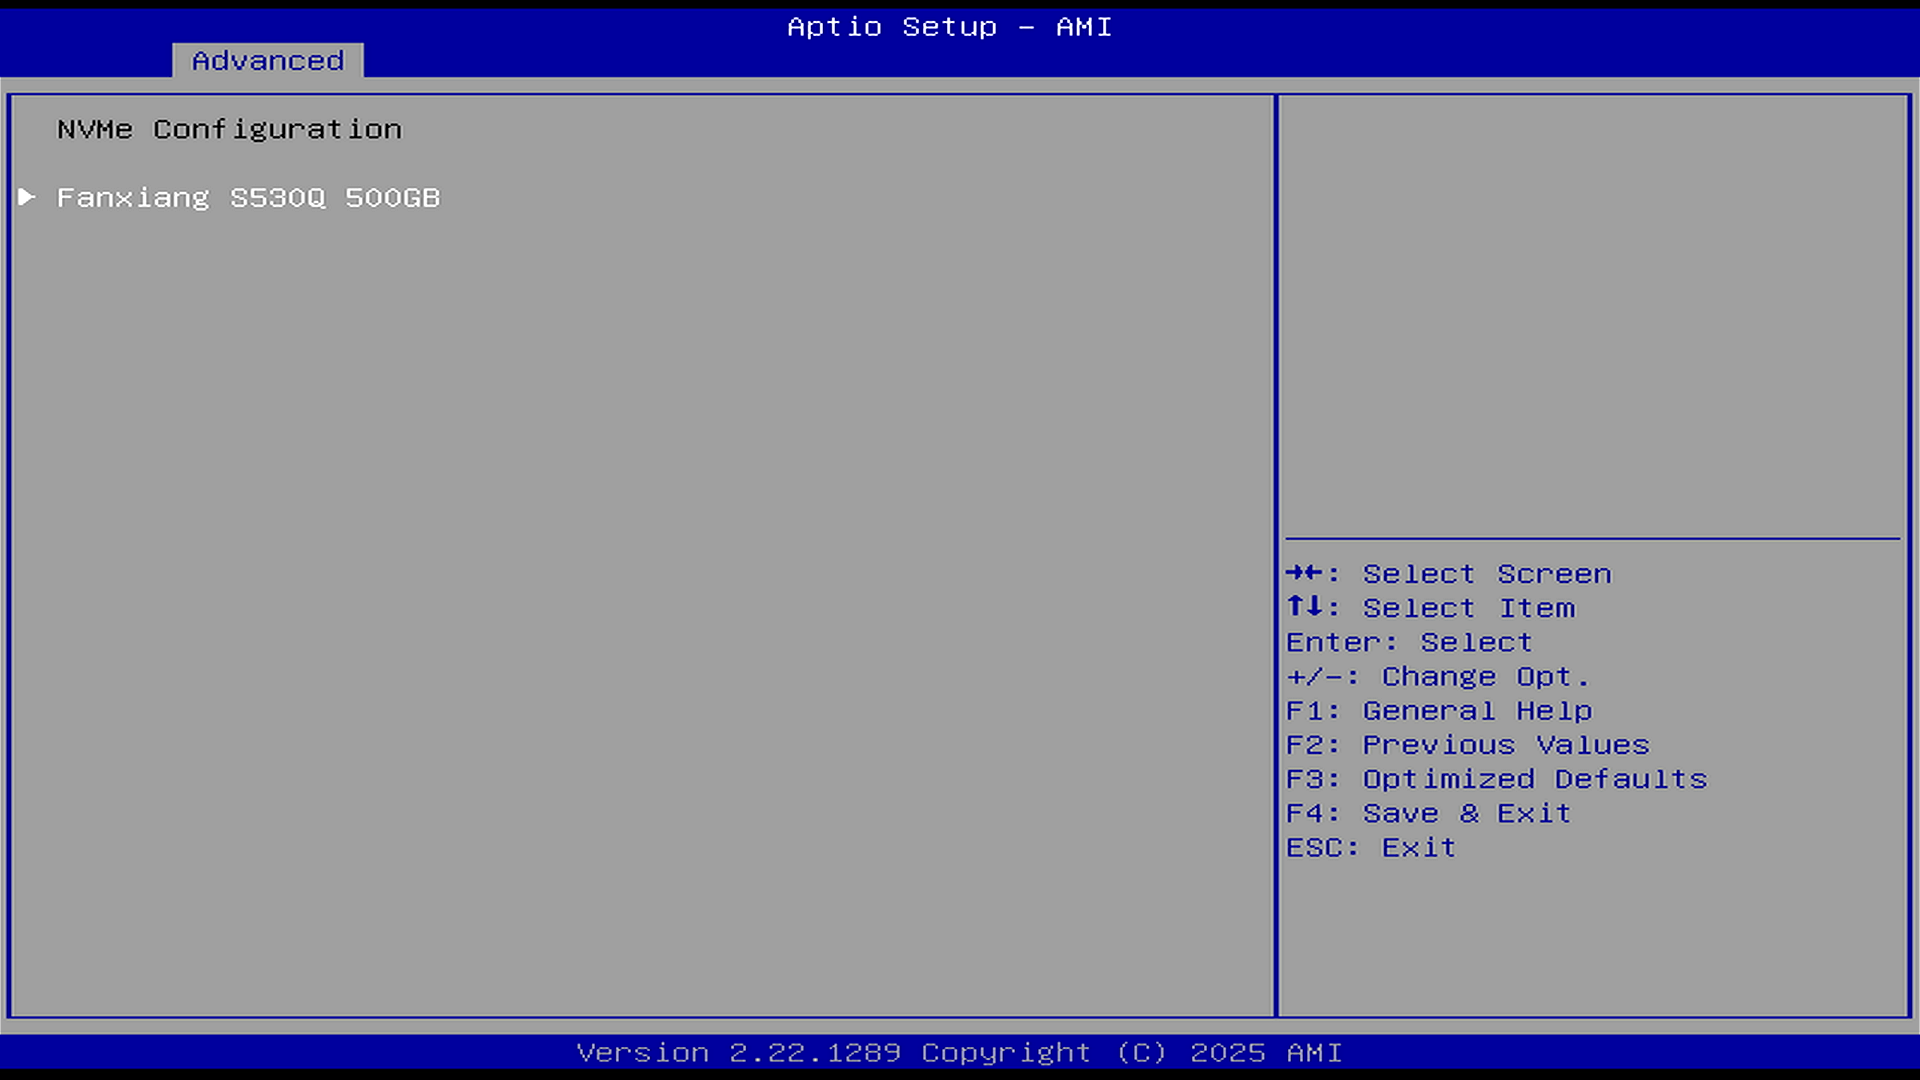 Aptio Setup – AMI
Advanced
NVMe Configuration
▶ Fanxiang S530Q 500GB
→←: Select Screen
↑↓: Select Item
Enter: Select
+/-: Change Opt.
F1: General Help
F2: Previous Values
F3: Optimized Defaults
F4: Save & Exit
ESC: Exit
Version 2.22.1289 Copyright (C) 2025 AMI